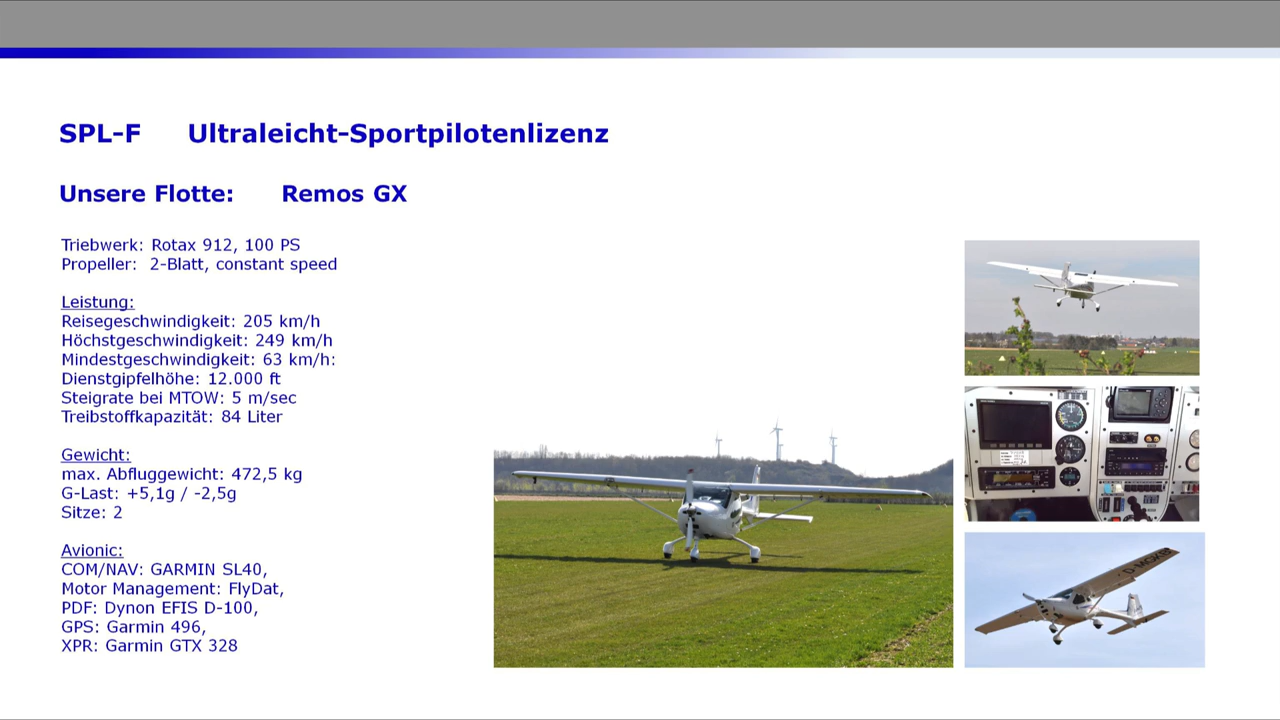 SPL-F Ultraleicht-Sportpilotenlizenz
Unsere Flotte: Remos GX
Triebwerk: Rotax 912, 100 PS
Propeller: 2-Blatt, constant speed
Leistung:
Reisegeschwindigkeit: 205 km/h
Höchstgeschwindigkeit: 249 km/h
Mindestgeschwindigkeit: 63 km/h:
Dienstgipfelhöhe: 12.000 ft
Steigrate bei MTOW: 5 m/sec
Treibstoffkapazität: 84 Liter
Gewicht:
max. Abfluggewicht: 472,5 kg
G-Last: +5,1g / -2,5g
Sitze: 2
Avionic:
COM/NAV: GARMIN SL40,
Motor Management: FlyDat,
PDF: Dynon EFIS D-100,
GPS: Garmin 496,
XPR: Garmin GTX 328